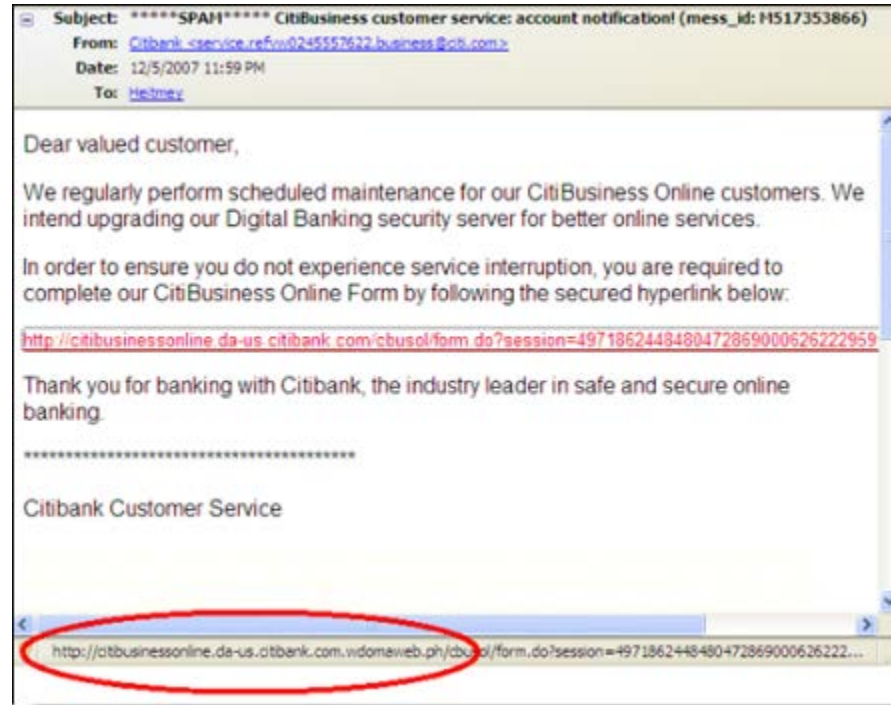 Subject: *****SPAM***** CitiBusiness customer service: account notification! (mess_id: M517353866)
From: Citibank <service.refvw0245557622.business@citi.com>
Date: 12/5/2007 11:59 PM
To: Heitmey
Dear valued customer,
We regularly perform scheduled maintenance for our CitiBusiness Online customers. We
intend upgrading our Digital Banking security server for better online services.
In order to ensure you do not experience service interruption, you are required to
complete our CitiBusiness Online Form by following the secured hyperlink below:
http://citibusinessonline.da-us.citibank.com/cbusol/form.do?session=4971862448480472869000626222959
Thank you for banking with Citibank, the industry leader in safe and secure online
banking.
****************************************
Citibank Customer Service
http://citibusinessonline.da-us.citibank.com.wdomaweb.ph/cbusol/form.do?session=4971862448480472869000626222...